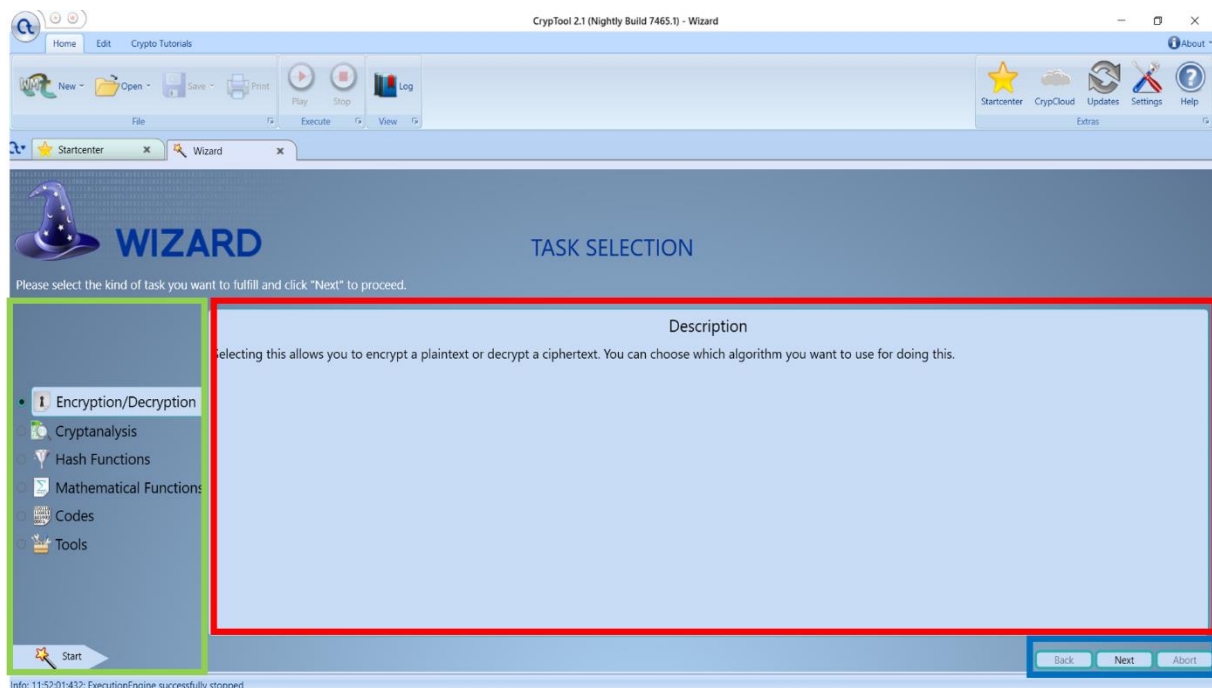 CrypTool 2.1 (Nightly Build 7465.1) - Wizard
Home Edit Crypto Tutorials About
New Open Save Print Play Stop Log Startcenter CrypCloud Updates Settings Help
File Execute View Extras
Startcenter Wizard
WIZARD
TASK SELECTION
Please select the kind of task you want to fulfill and click "Next" to proceed.
Description
Selecting this allows you to encrypt a plaintext or decrypt a ciphertext. You can choose which algorithm you want to use for doing this.
Encryption/Decryption
Cryptanalysis
Hash Functions
Mathematical Functions
Codes
Tools
Start
Back Next Abort
Info: 11:52:01:432: ExecutionEngine successfully stopped